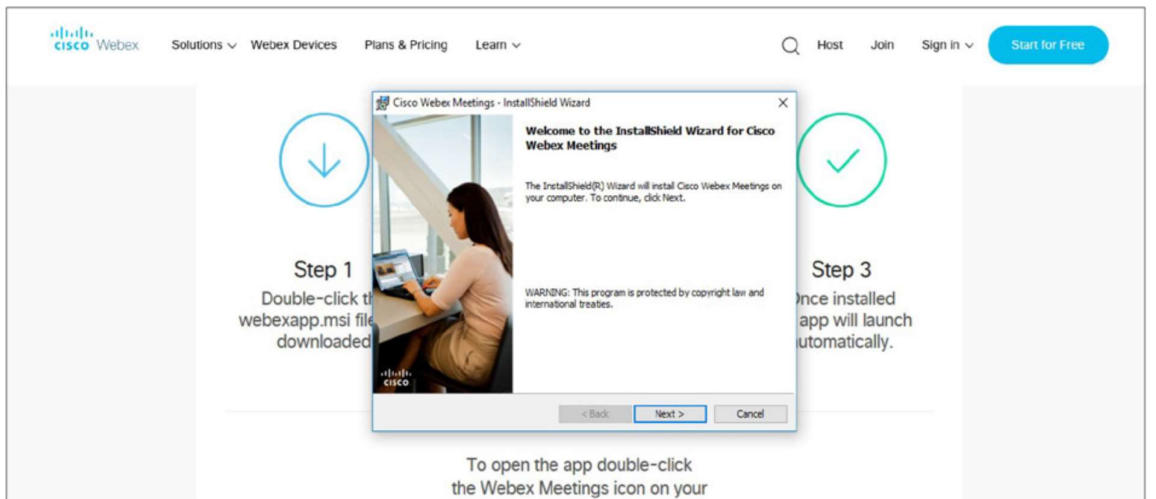 CISCO Webex
Solutions
Webex Devices
Plans & Pricing
Learn
Host
Join
Sign in
Start for Free
Cisco Webex Meetings - InstallShield Wizard
Welcome to the InstallShield Wizard for Cisco
Webex Meetings
The InstallShield(R) Wizard will install Cisco Webex Meetings on
your computer. To continue, click Next.
WARNING: This program is protected by copyright law and
international treaties.
CISCO
< Back
Next >
Cancel
Step 1
Double-click
webexapp.msi
downloaded
Step 3
installed
app will launch
To open the app double-click
the Webex Meetings icon on your